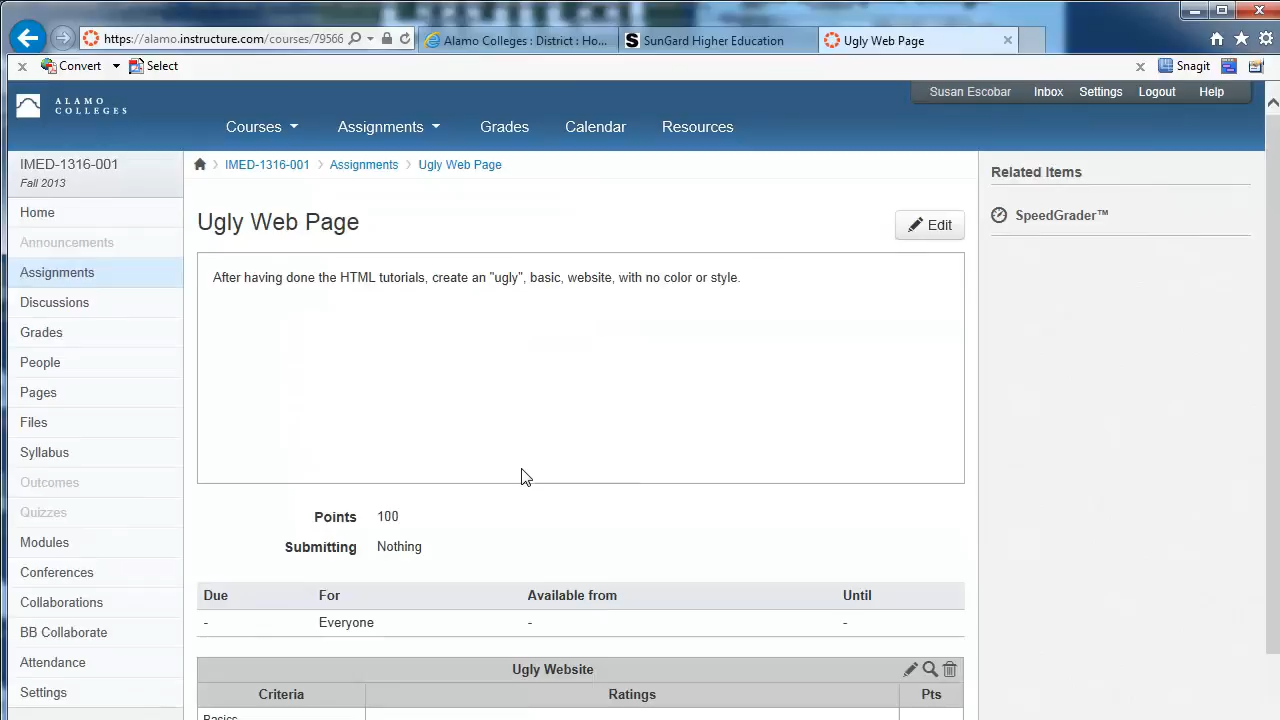 https://alamo.instructure.com/courses/79566
Alamo Colleges : District : Ho...
SunGard Higher Education
Ugly Web Page
Convert
Select
Snagit
ALAMO
COLLEGES
Susan Escobar
Inbox
Settings
Logout
Help
Courses
Assignments
Grades
Calendar
Resources
IMED-1316-001
Fall 2013
Home
Announcements
Assignments
Discussions
Grades
People
Pages
Files
Syllabus
Outcomes
Quizzes
Modules
Conferences
Collaborations
BB Collaborate
Attendance
Settings
IMED-1316-001 Assignments Ugly Web Page
Ugly Web Page
Edit
After having done the HTML tutorials, create an "ugly", basic, website, with no color or style.
Points 100
Submitting Nothing
Due For Available from Until
- Everyone - -
Ugly Website
Criteria Ratings Pts
Basics
Related Items
SpeedGrader™